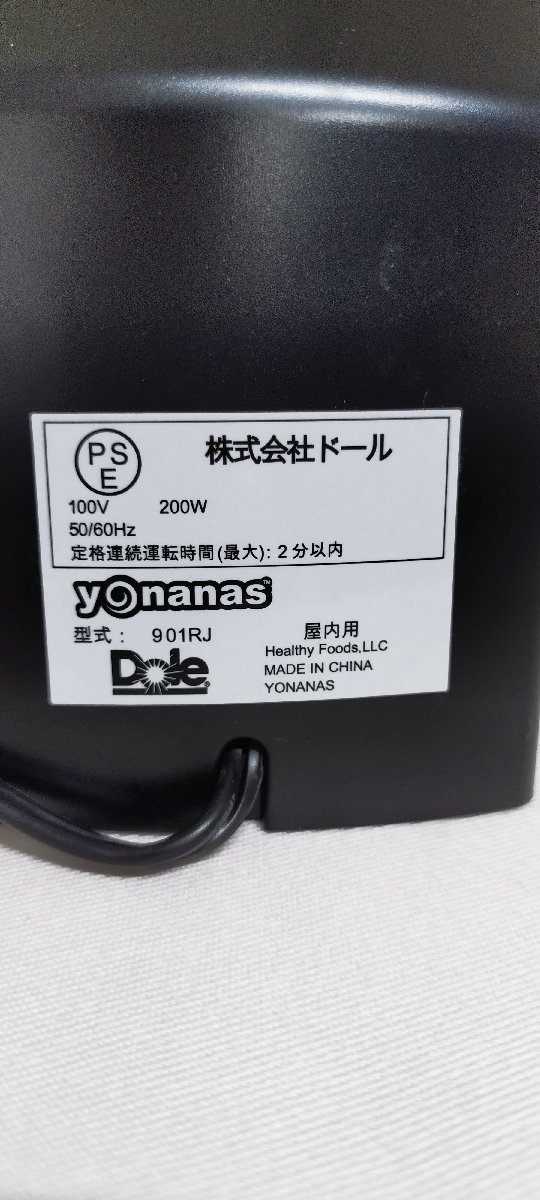 PS
E
株式会社ドール
100V 200W
50/60Hz
定格連続運転時間(最大): 2分以内
yonanas™
型式： 901RJ 屋内用
Dole®
Healthy Foods,LLC
MADE IN CHINA
YONANAS